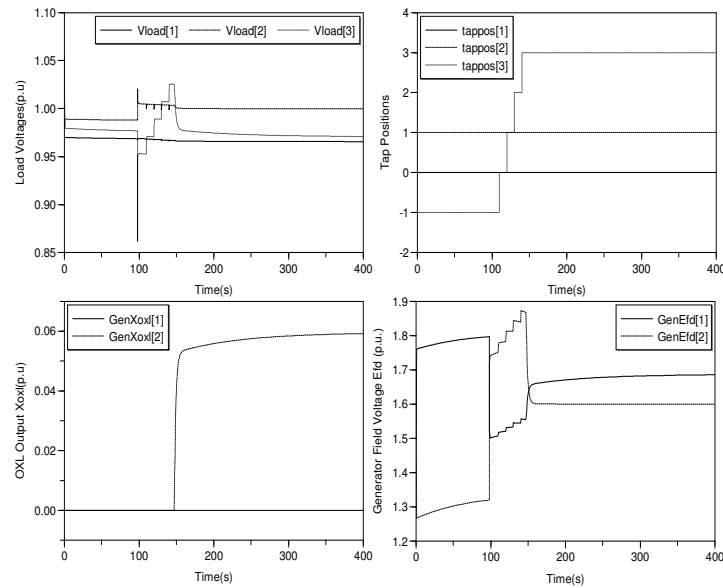 Vload[1] Vload[2] Vload[3]
Load Voltages(p.u)
1.10
1.05
1.00
0.95
0.90
0.85
0 100 200 300 400
Time(s)
tappos[1]
tappos[2]
tappos[3]
Tap Positions
4
3
2
1
0
-1
-2
0 100 200 300 400
Time(s)
GenXoxl[1]
GenXoxl[2]
OXL Output Xoxl(p.u)
0.06
0.04
0.02
0.00
0 100 200 300 400
Time(s)
GenEfd[1]
GenEfd[2]
Generator Field Voltage Efd (p.u.)
1.9
1.8
1.7
1.6
1.5
1.4
1.3
1.2
0 100 200 300 400
Time(s)